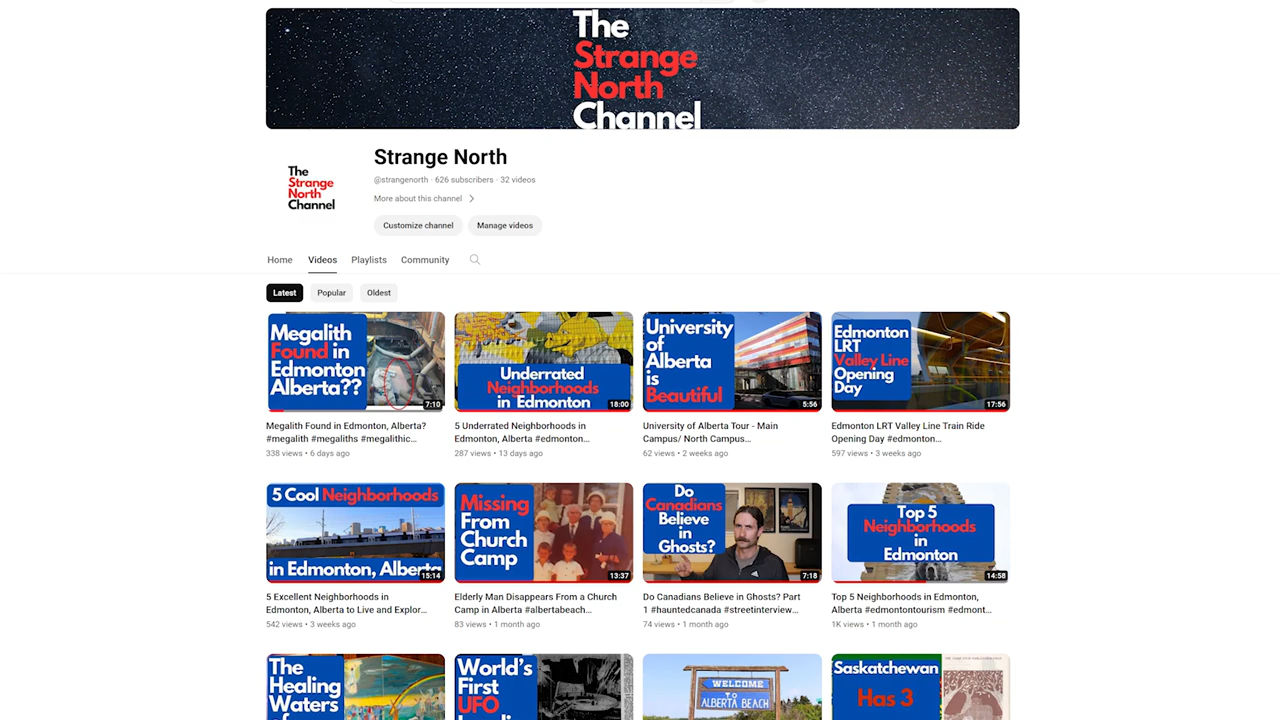 The
Strange
North
Channel
The
Strange
North
Channel
Strange North
@strangenorth · 626 subscribers · 32 videos
More about this channel
Customize channel
Manage videos
Home
Videos
Playlists
Community
Latest
Popular
Oldest
Megalith
Found in
Edmonton
Alberta??
7:10
Underrated
Neighborhoods
in Edmonton
18:00
University
of
Alberta
is
Beautiful
5:56
Edmonton
LRT
Valley Line
Opening
Day
17:56
Megalith Found in Edmonton, Alberta?
#megalith #megaliths #megalithic...
338 views • 6 days ago
5 Underrated Neighborhoods in
Edmonton, Alberta #edmonton...
287 views • 13 days ago
University of Alberta Tour - Main
Campus/ North Campus...
62 views • 2 weeks ago
Edmonton LRT Valley Line Train Ride
Opening Day #edmonton...
597 views • 3 weeks ago
5 Cool Neighborhoods
in Edmonton, Alberta
15:14
Missing
From
Church
Camp
13:37
Do
Canadians
Believe
in
Ghosts?
7:18
Top 5
Neighborhoods
in
Edmonton
14:58
5 Excellent Neighborhoods in
Edmonton, Alberta to Live and Explor...
542 views • 3 weeks ago
Elderly Man Disappears From a Church
Camp in Alberta #albertabeach...
83 views • 1 month ago
Do Canadians Believe in Ghosts? Part
1 #hauntedcanada #streetinterview...
74 views • 1 month ago
Top 5 Neighborhoods in Edmonton,
Alberta #edmontontourism #edmont...
1K views • 1 month ago
The
Healing
Waters
World's
First
UFO
WELCOME
TO
ALBERTA BEACH
Saskatchewan
Has 3